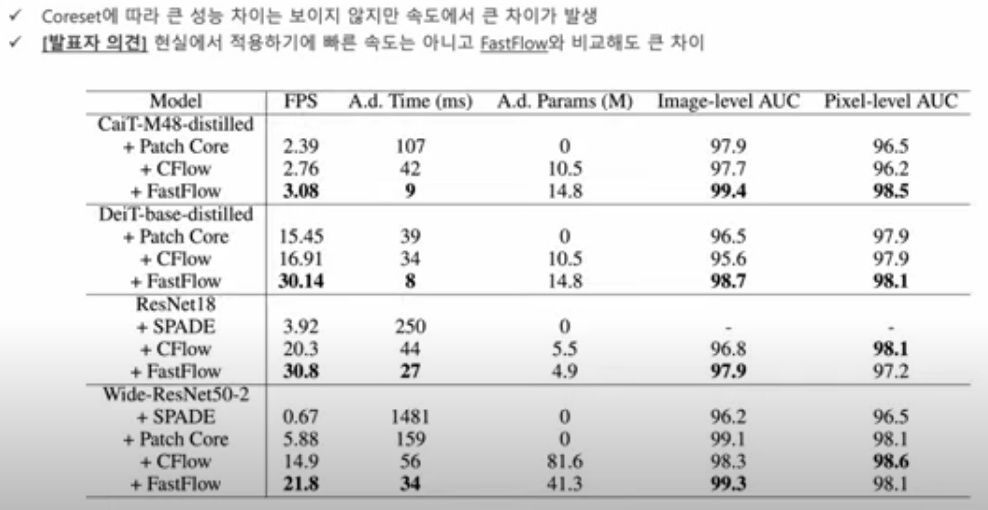 ✓ Coreset에 따라 큰 성능 차이는 보이지 않지만 속도에서 큰 차이가 발생
✓ [발표자 의견] 현실에서 적용하기에 빠른 속도는 아니고 FastFlow와 비교해도 큰 차이
Model FPS A.d. Time (ms) A.d. Params (M) Image-level AUC Pixel-level AUC
CaiT-M48-distilled
+ Patch Core 2.39 107 0 97.9 96.5
+ CFlow 2.76 42 10.5 97.7 96.2
+ FastFlow 3.08 9 14.8 99.4 98.5
DeiT-base-distilled
+ Patch Core 15.45 39 0 96.5 97.9
+ CFlow 16.91 34 10.5 95.6 97.9
+ FastFlow 30.14 8 14.8 98.7 98.1
ResNet18
+ SPADE 3.92 250 0 - -
+ CFlow 20.3 44 5.5 96.8 98.1
+ FastFlow 30.8 27 4.9 97.9 97.2
Wide-ResNet50-2
+ SPADE 0.67 1481 0 96.2 96.5
+ Patch Core 5.88 159 0 99.1 98.1
+ CFlow 14.9 56 81.6 98.3 98.6
+ FastFlow 21.8 34 41.3 99.3 98.1